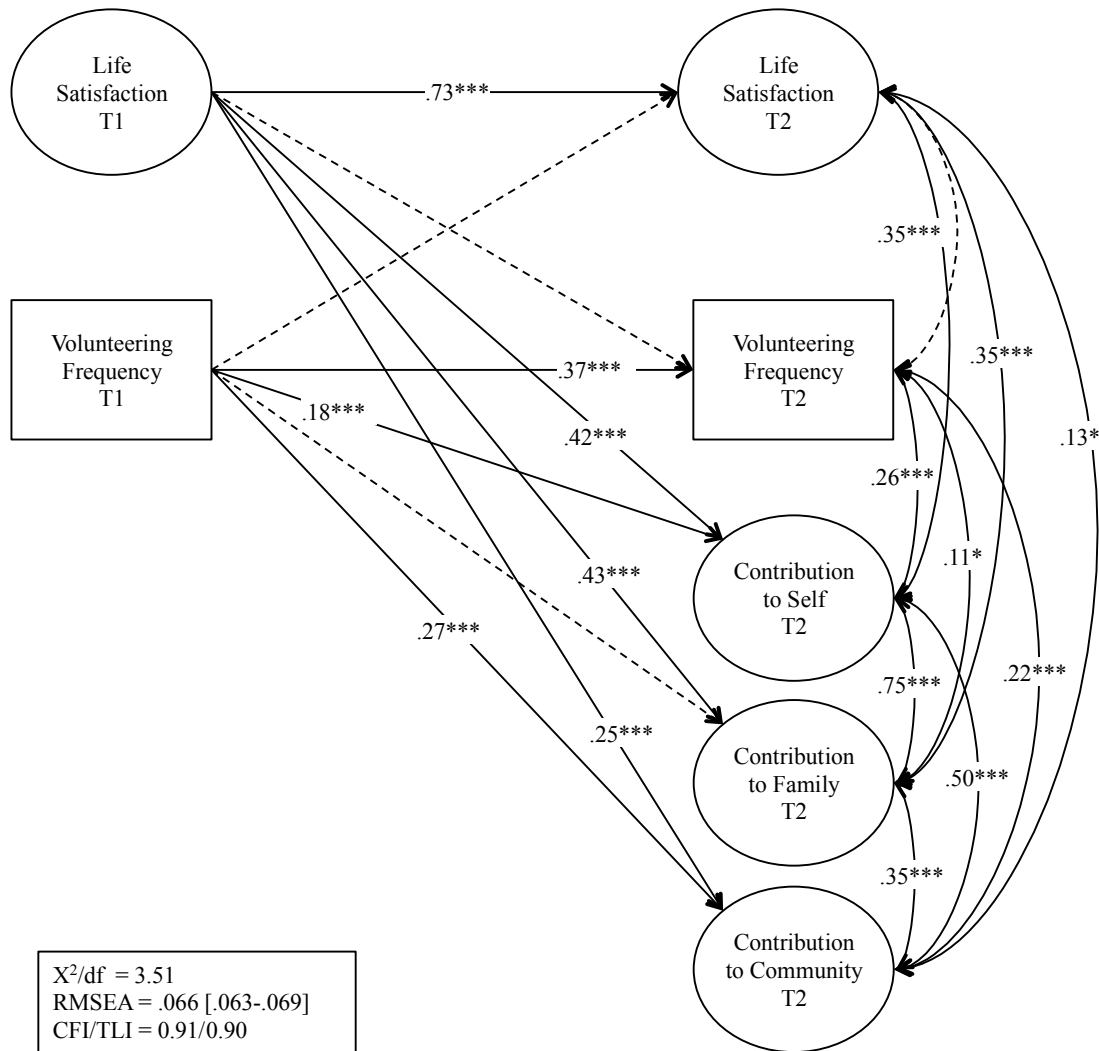 Life
Satisfaction
T1
Life
Satisfaction
T2
.73***
.35***
Volunteering
Frequency
T1
Volunteering
Frequency
T2
.37***
.35***
.13*
.18***
.42***
.26***
.11*
Contribution
to Self
T2
.43***
.27***
.75***
.22***
.25***
Contribution
to Family
T2
.50***
.35***
Contribution
to Community
T2
X²/df = 3.51
RMSEA = .066 [.063-.069]
CFI/TLI = 0.91/0.90